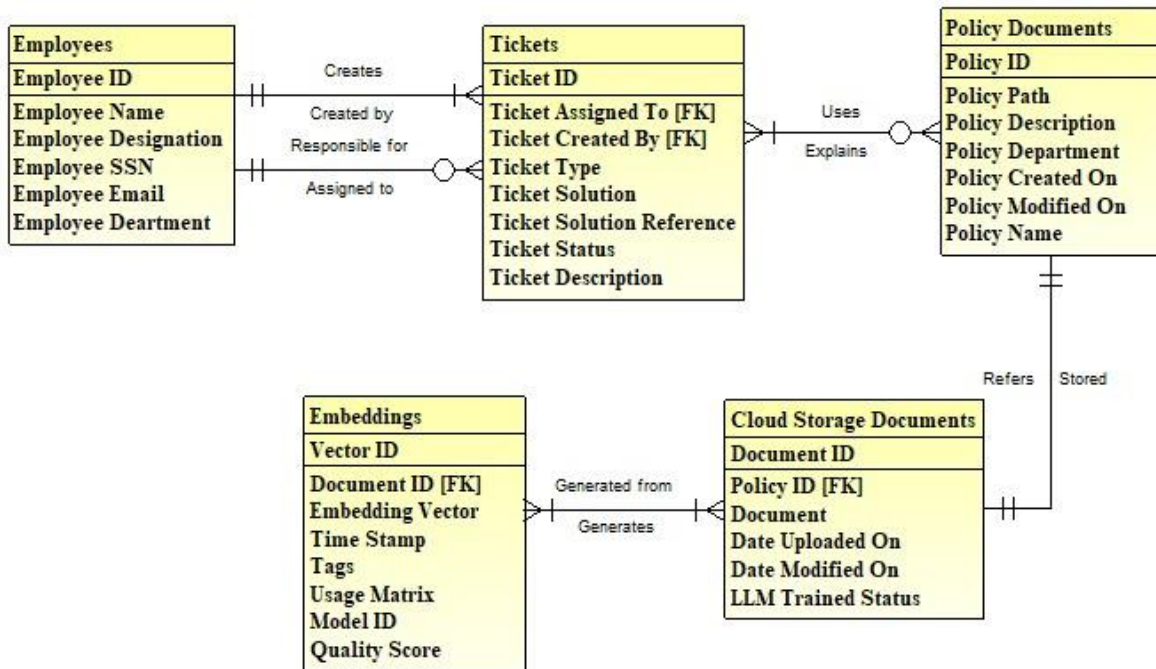 Employees
Employee ID
Employee Name
Employee Designation
Employee SSN
Employee Email
Employee Deartment
Creates
Created by
Responsible for
Assigned to
Tickets
Ticket ID
Ticket Assigned To [FK]
Ticket Created By [FK]
Ticket Type
Ticket Solution
Ticket Solution Reference
Ticket Status
Ticket Description
Uses
Explains
Policy Documents
Policy ID
Policy Path
Policy Description
Policy Department
Policy Created On
Policy Modified On
Policy Name
Refers
Stored
Embeddings
Vector ID
Document ID [FK]
Embedding Vector
Time Stamp
Tags
Usage Matrix
Model ID
Quality Score
Generated from
Generates
Cloud Storage Documents
Document ID
Policy ID [FK]
Document
Date Uploaded On
Date Modified On
LLM Trained Status